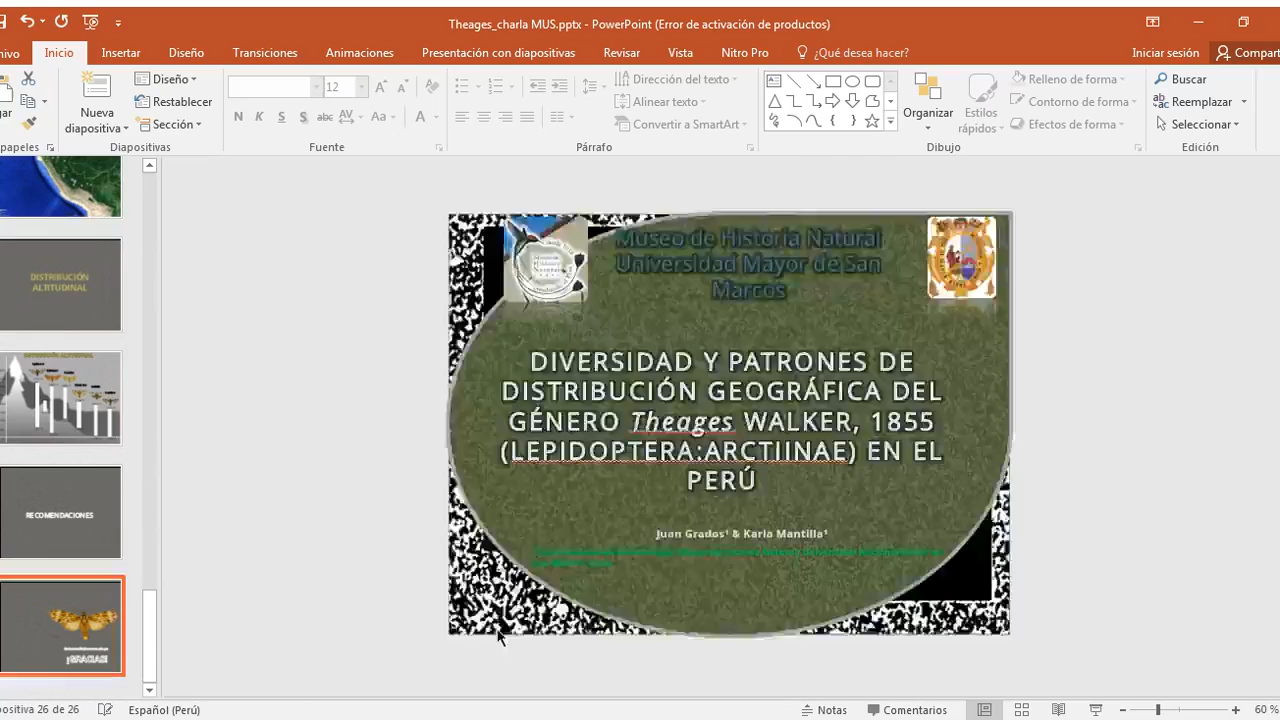 Theages_charla MUS.pptx - PowerPoint (Error de activación de productos)
Inicio
Insertar
Diseño
Transiciones
Animaciones
Presentación con diapositivas
Revisar
Vista
Nitro Pro
¿Qué desea hacer?
Iniciar sesión
Nueva
diapositiva
Diseño
Restablecer
Sección
Diapositivas
12
N K S abc AV Aa A
Fuente
Dirección del texto
Alinear texto
Convertir a SmartArt
Párrafo
Organizar
Estilos
rápidos
Relleno de forma
Contorno de forma
Efectos de forma
Dibujo
Buscar
Reemplazar
Seleccionar
Edición
DISTRIBUCIÓN
ALTITUDINAL
RECOMENDACIONES
¡GRACIAS!
Museo de Historia Natural
Universidad Mayor de San
Marcos
DIVERSIDAD Y PATRONES DE
DISTRIBUCIÓN GEOGRÁFICA DEL
GÉNERO Theages WALKER, 1855
(LEPIDOPTERA:ARCTIINAE) EN EL
PERÚ
Juan Grados¹ & Karla Mantilla¹
26 de 26
Español (Perú)
Notas
Comentarios
60 %